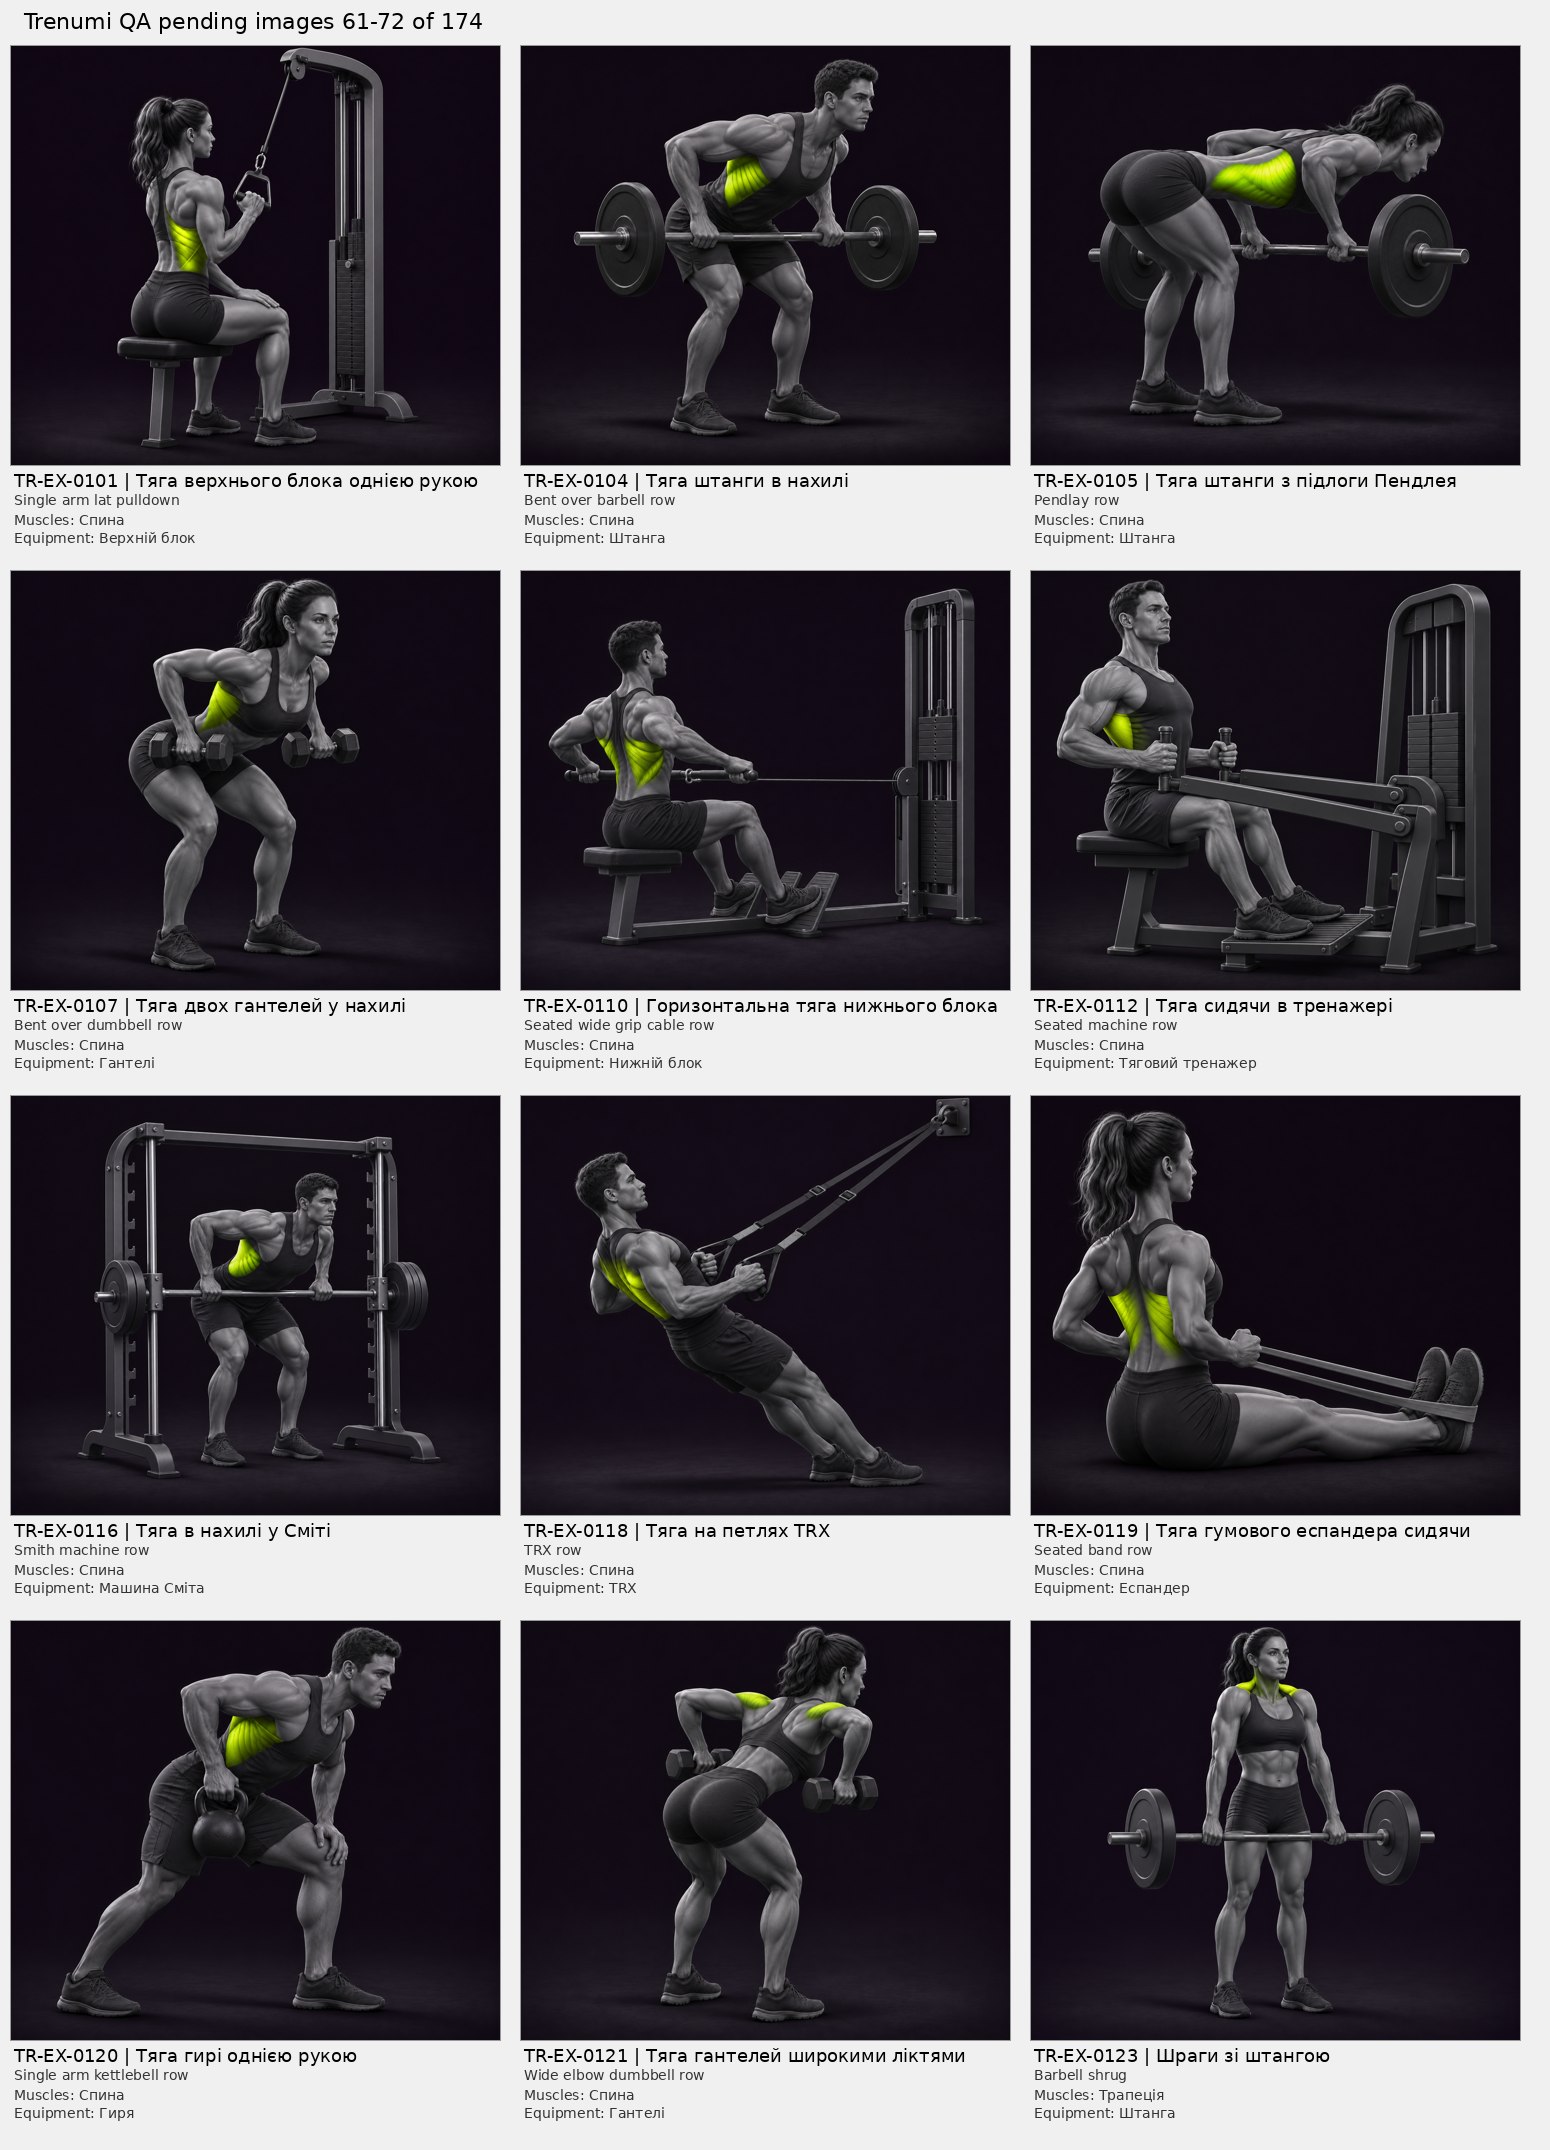 Trenumi QA pending images 61-72 of 174
TR-EX-0101 | Тяга верхнього блока однією рукою
Single arm lat pulldown
Muscles: Спина
Equipment: Верхній блок
TR-EX-0104 | Тяга штанги в нахилі
Bent over barbell row
Muscles: Спина
Equipment: Штанга
TR-EX-0105 | Тяга штанги з підлоги Пендлея
Pendlay row
Muscles: Спина
Equipment: Штанга
TR-EX-0107 | Тяга двох гантелей у нахилі
Bent over dumbbell row
Muscles: Спина
Equipment: Гантелі
TR-EX-0110 | Горизонтальна тяга нижнього блока
Seated wide grip cable row
Muscles: Спина
Equipment: Нижній блок
TR-EX-0112 | Тяга сидячи в тренажері
Seated machine row
Muscles: Спина
Equipment: Тяговий тренажер
TR-EX-0116 | Тяга в нахилі у Сміті
Smith machine row
Muscles: Спина
Equipment: Машина Сміта
TR-EX-0118 | Тяга на петлях TRX
TRX row
Muscles: Спина
Equipment: TRX
TR-EX-0119 | Тяга гумового еспандера сидячи
Seated band row
Muscles: Спина
Equipment: Еспандер
TR-EX-0120 | Тяга гирі однією рукою
Single arm kettlebell row
Muscles: Спина
Equipment: Гиря
TR-EX-0121 | Тяга гантелей широкими ліктями
Wide elbow dumbbell row
Muscles: Спина
Equipment: Гантелі
TR-EX-0123 | Шраги зі штангою
Barbell shrug
Muscles: Трапеція
Equipment: Штанга